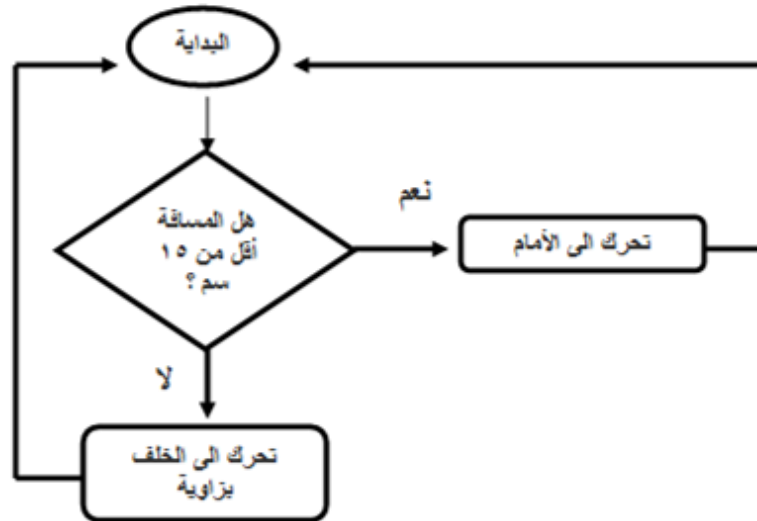 البداية
هل المسافة
أقل من ١٥
سم ؟
نعم
تحرك الى الأمام
لا
تحرك الى الخلف
بزاوية